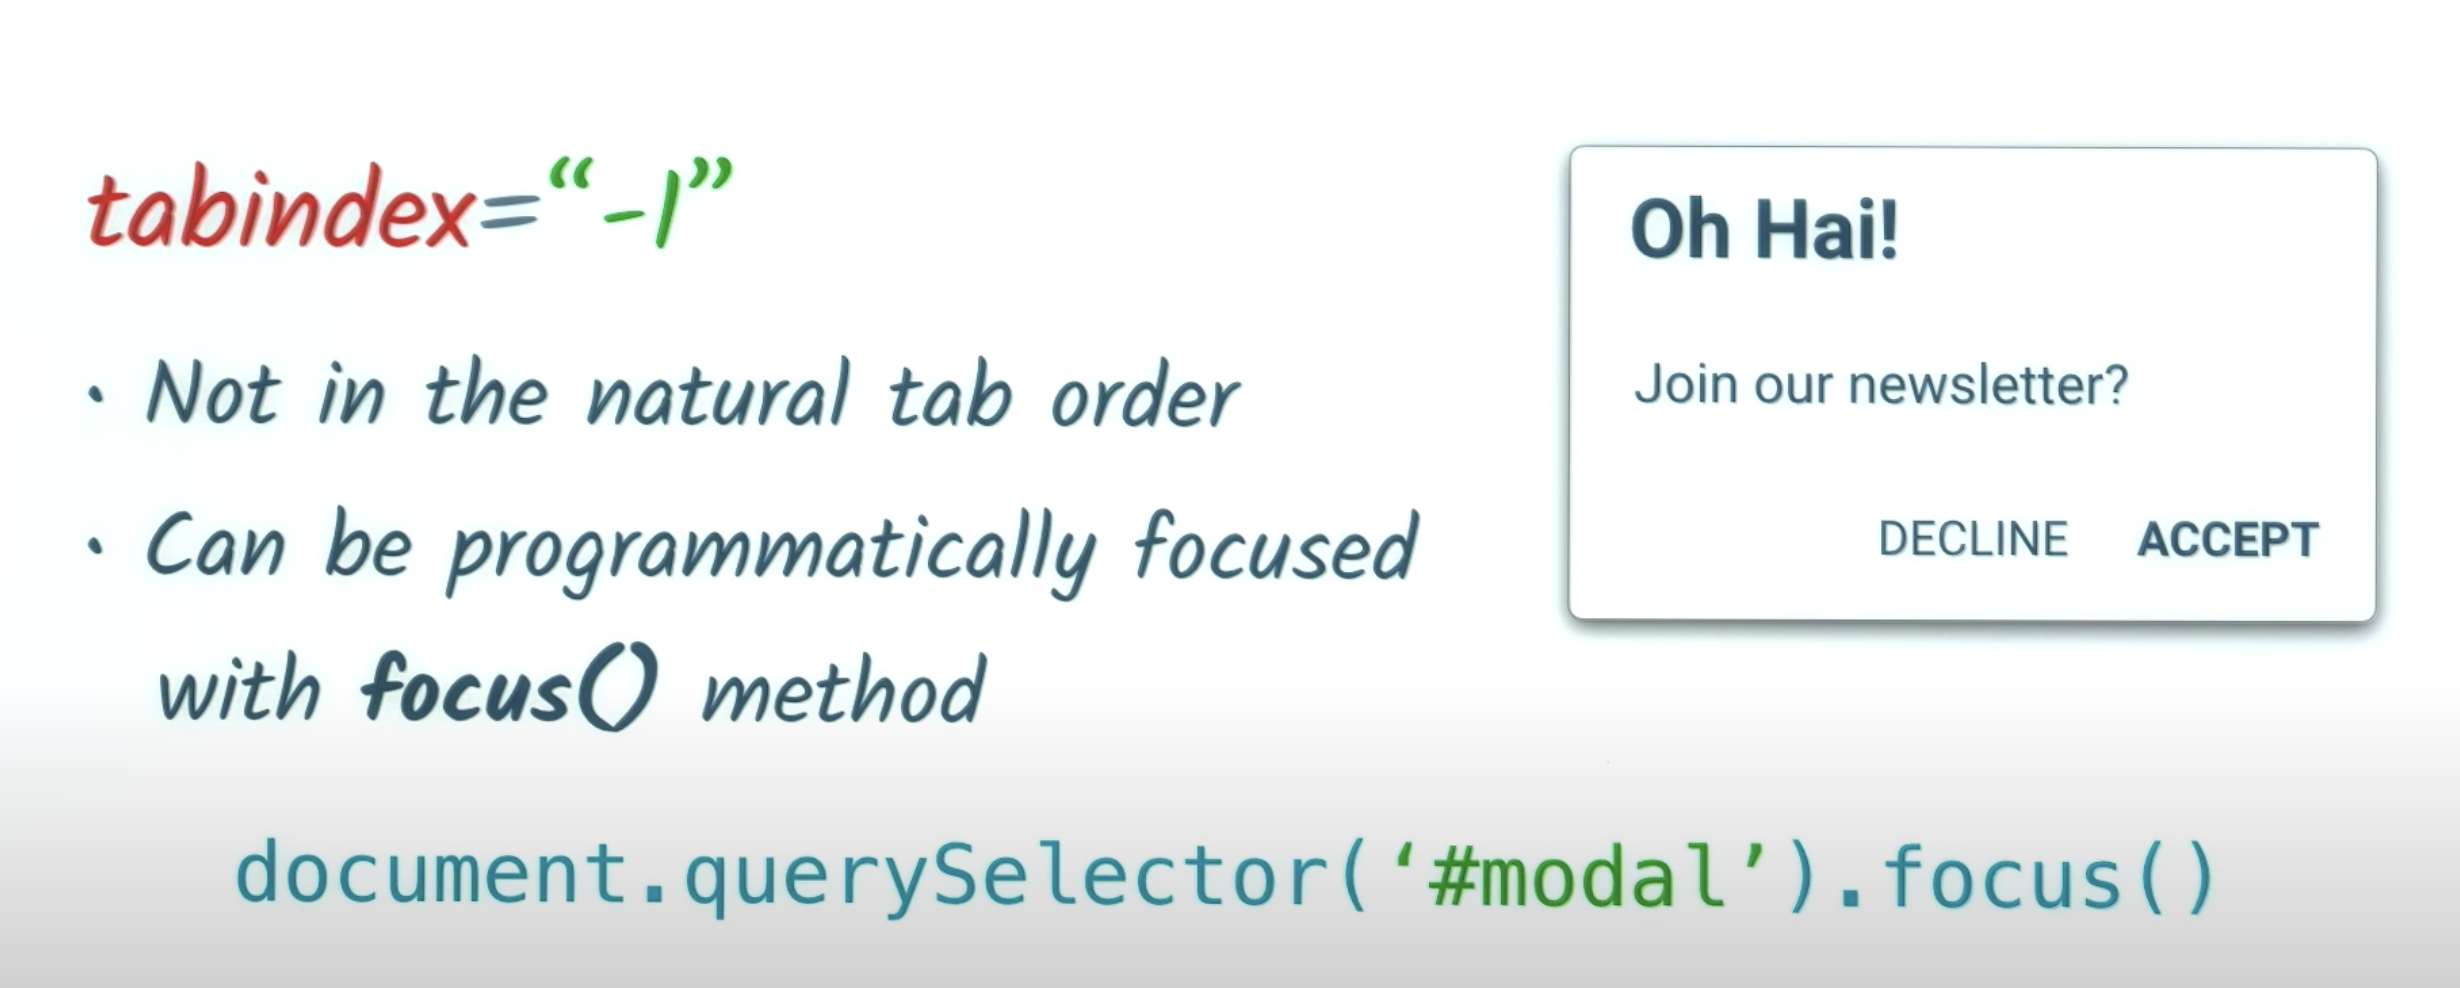 tabindex=“-1”
• Not in the natural tab order
• Can be programmatically focused
with focus() method
Oh Hai!
Join our newsletter?
DECLINE ACCEPT
document.querySelector(‘#modal’).focus()